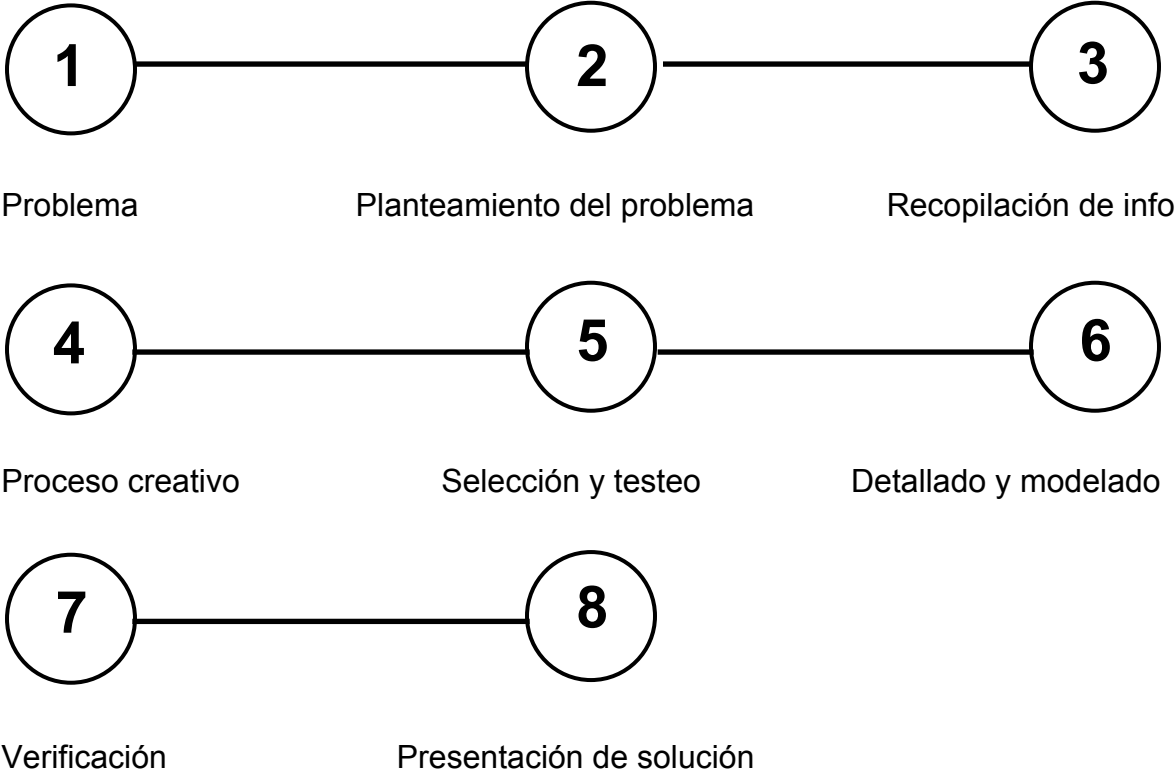 1 2 3
Problema Planteamiento del problema Recopilación de info
4 5 6
Proceso creativo Selección y testeo Detallado y modelado
7 8
Verificación Presentación de solución